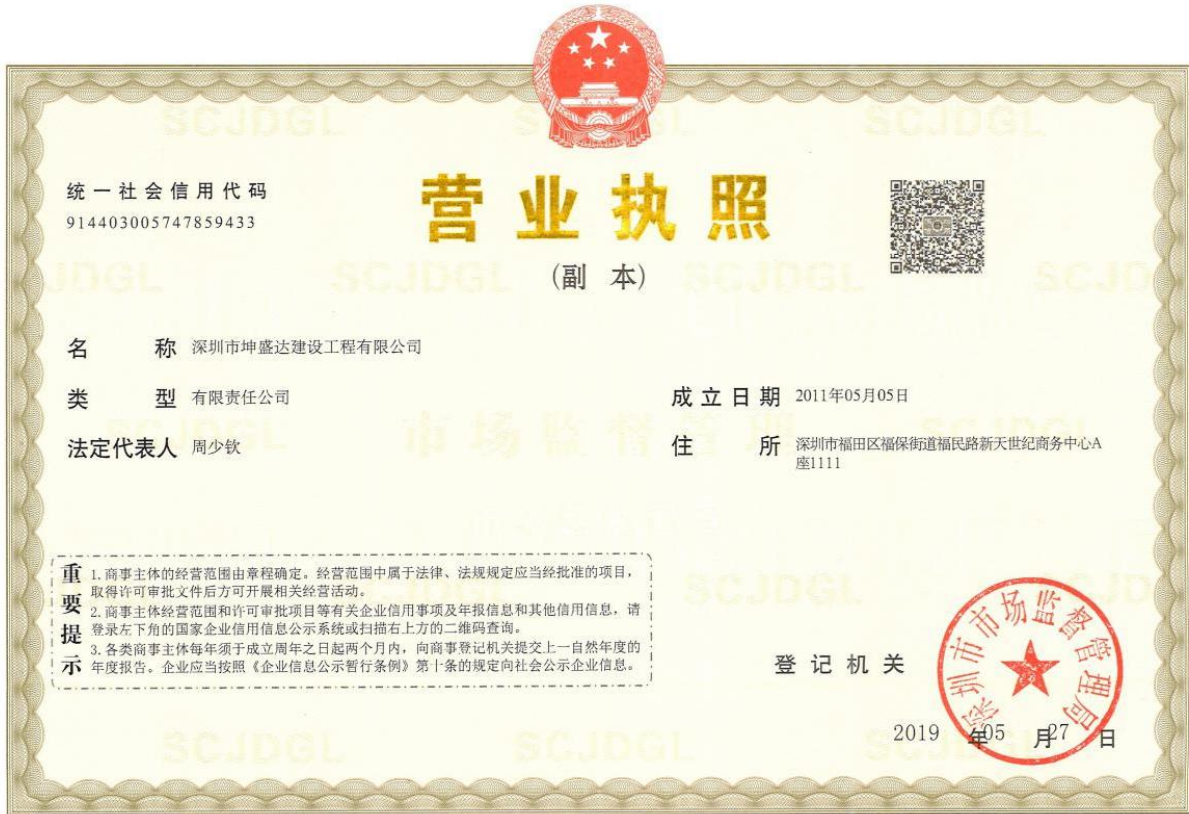 统一社会信用代码
914403005747859433
营业执照
(副 本)
名 称 深圳市坤盛达建设工程有限公司
类 型 有限责任公司
法定代表人 周少钦
成立日期 2011年05月05日
住 所 深圳市福田区福保街道福民路新天世纪商务中心A
座1111
重要提示
1.商事主体的经营范围由章程确定。经营范围中属于法律、法规规定应当经批准的项目，
取得许可审批文件后方可开展相关经营活动。
2.商事主体经营范围和许可审批项目等有关企业信用事项及年报信息和其他信用信息，请
登录左下角的国家企业信用信息公示系统或扫描右上方的二维码查询。
3.各类商事主体每年须于成立周年之日起两个月内，向商事登记机关提交上一自然年度的
年度报告。企业应当按照《企业信息公示暂行条例》第十条的规定向社会公示企业信息。
登记机关
深圳市市场监督管理局
2019 年05 月27 日
SCJDGL
市场监督管理